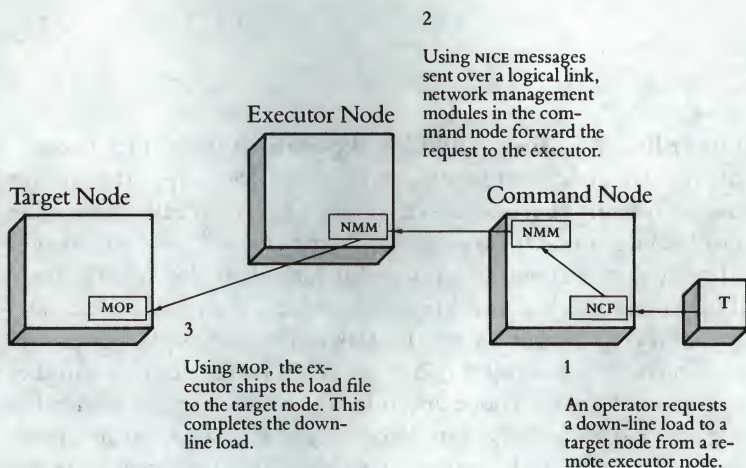 2
Using NICE messages
sent over a logical link,
network management
modules in the com-
mand node forward the
request to the executor.
Executor Node
NMM
Target Node
MOP
Command Node
NMM
NCP
T
3
Using MOP, the ex-
ecutor ships the load file
to the target node. This
completes the down-
line load.
1
An operator requests
a down-line load to a
target node from a re-
mote executor node.